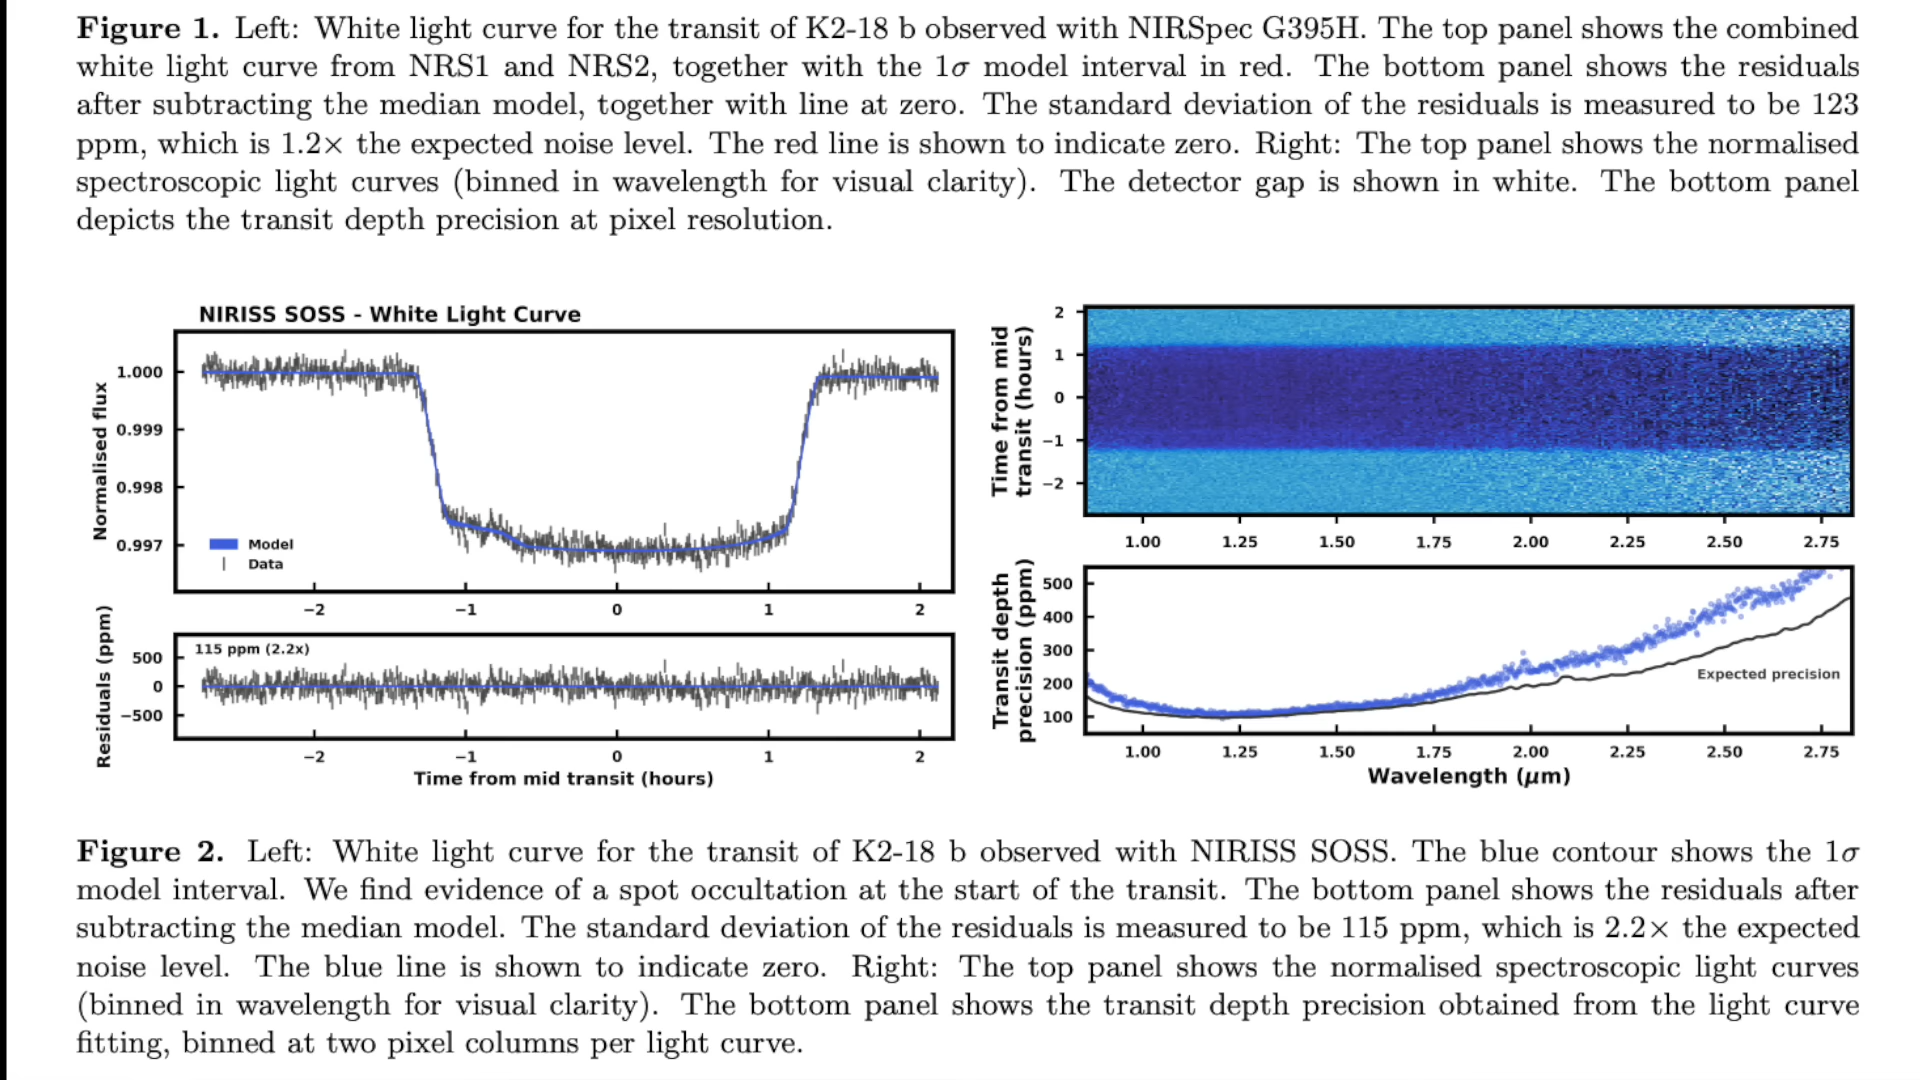 Figure 1. Left: White light curve for the transit of K2-18 b observed with NIRSpec G395H. The top panel shows the combined
white light curve from NRS1 and NRS2, together with the 1σ model interval in red. The bottom panel shows the residuals
after subtracting the median model, together with line at zero. The standard deviation of the residuals is measured to be 123
ppm, which is 1.2× the expected noise level. The red line is shown to indicate zero. Right: The top panel shows the normalised
spectroscopic light curves (binned in wavelength for visual clarity). The detector gap is shown in white. The bottom panel
depicts the transit depth precision at pixel resolution.
NIRISS SOSS - White Light Curve
Normalised flux
1.000
0.999
0.998
0.997
Model
Data
−2 −1 0 1 2
Residuals (ppm)
115 ppm (2.2x)
500
0
−500
−2 −1 0 1 2
Time from mid transit (hours)
Time from mid
transit (hours)
2
1
0
−1
−2
1.00 1.25 1.50 1.75 2.00 2.25 2.50 2.75
Transit depth
precision (ppm)
500
400
300
200
100
Expected precision
1.00 1.25 1.50 1.75 2.00 2.25 2.50 2.75
Wavelength (μm)
Figure 2. Left: White light curve for the transit of K2-18 b observed with NIRISS SOSS. The blue contour shows the 1σ
model interval. We find evidence of a spot occultation at the start of the transit. The bottom panel shows the residuals after
subtracting the median model. The standard deviation of the residuals is measured to be 115 ppm, which is 2.2× the expected
noise level. The blue line is shown to indicate zero. Right: The top panel shows the normalised spectroscopic light curves
(binned in wavelength for visual clarity). The bottom panel shows the transit depth precision obtained from the light curve
fitting, binned at two pixel columns per light curve.